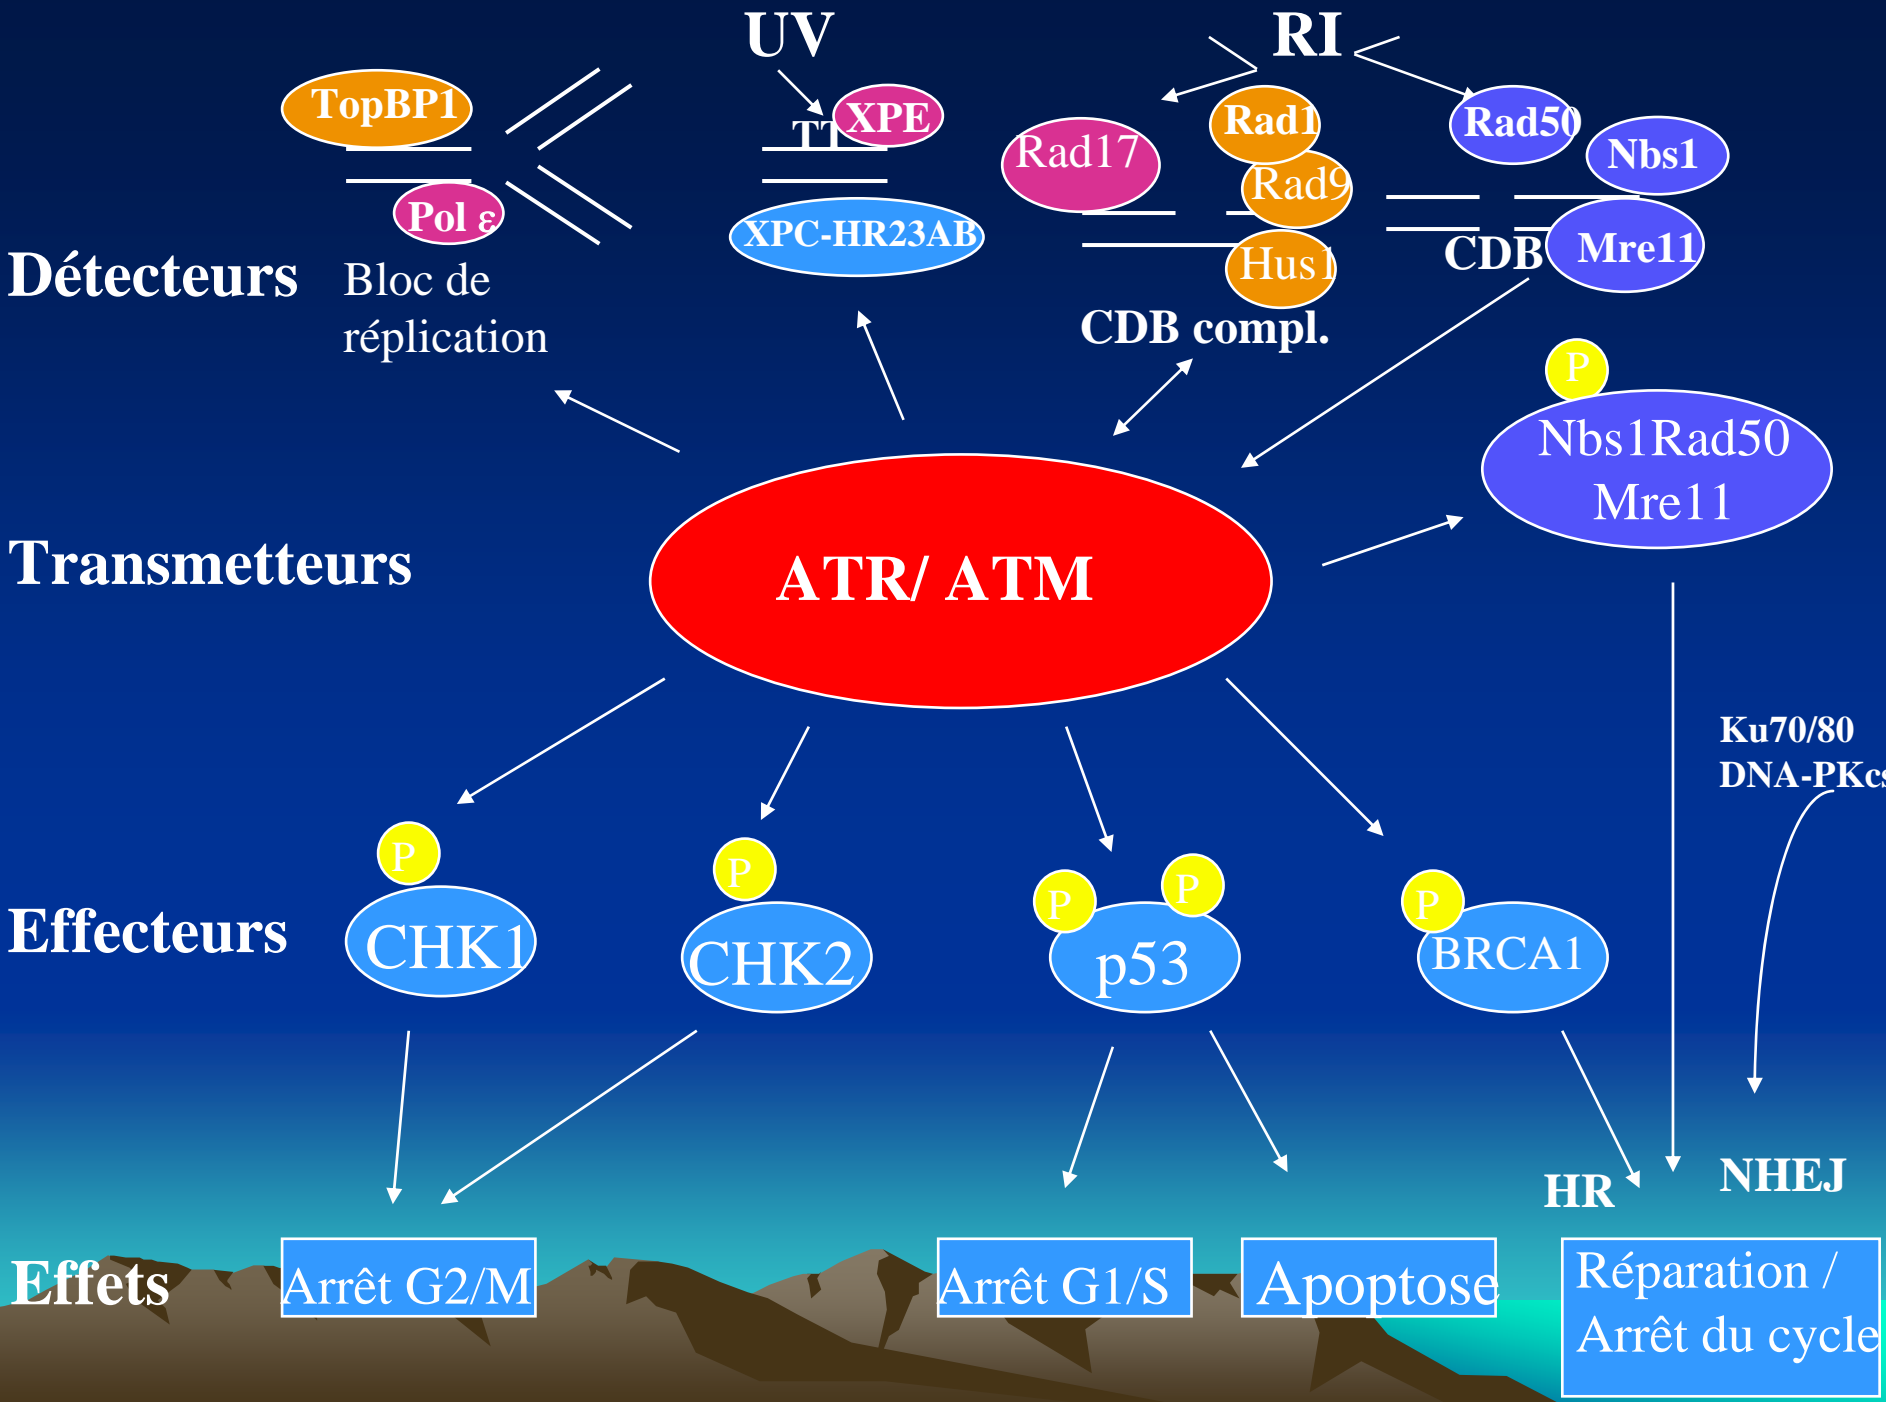 UV
RI
TopBP1
XPE
TT
Rad1
Rad50
Rad17
Nbs1
Rad9
Pol ε
XPC-HR23AB
CDB
Mre11
Hus1
Détecteurs
Bloc de
réplication
CDB compl.
P
Nbs1Rad50
Mre11
Transmetteurs
ATR/ ATM
Ku70/80
DNA-PKcs
P
P
P
P
P
Effecteurs
CHK1
CHK2
p53
BRCA1
HR
NHEJ
Effets
Arrêt G2/M
Arrêt G1/S
Apoptose
Réparation /
Arrêt du cycle